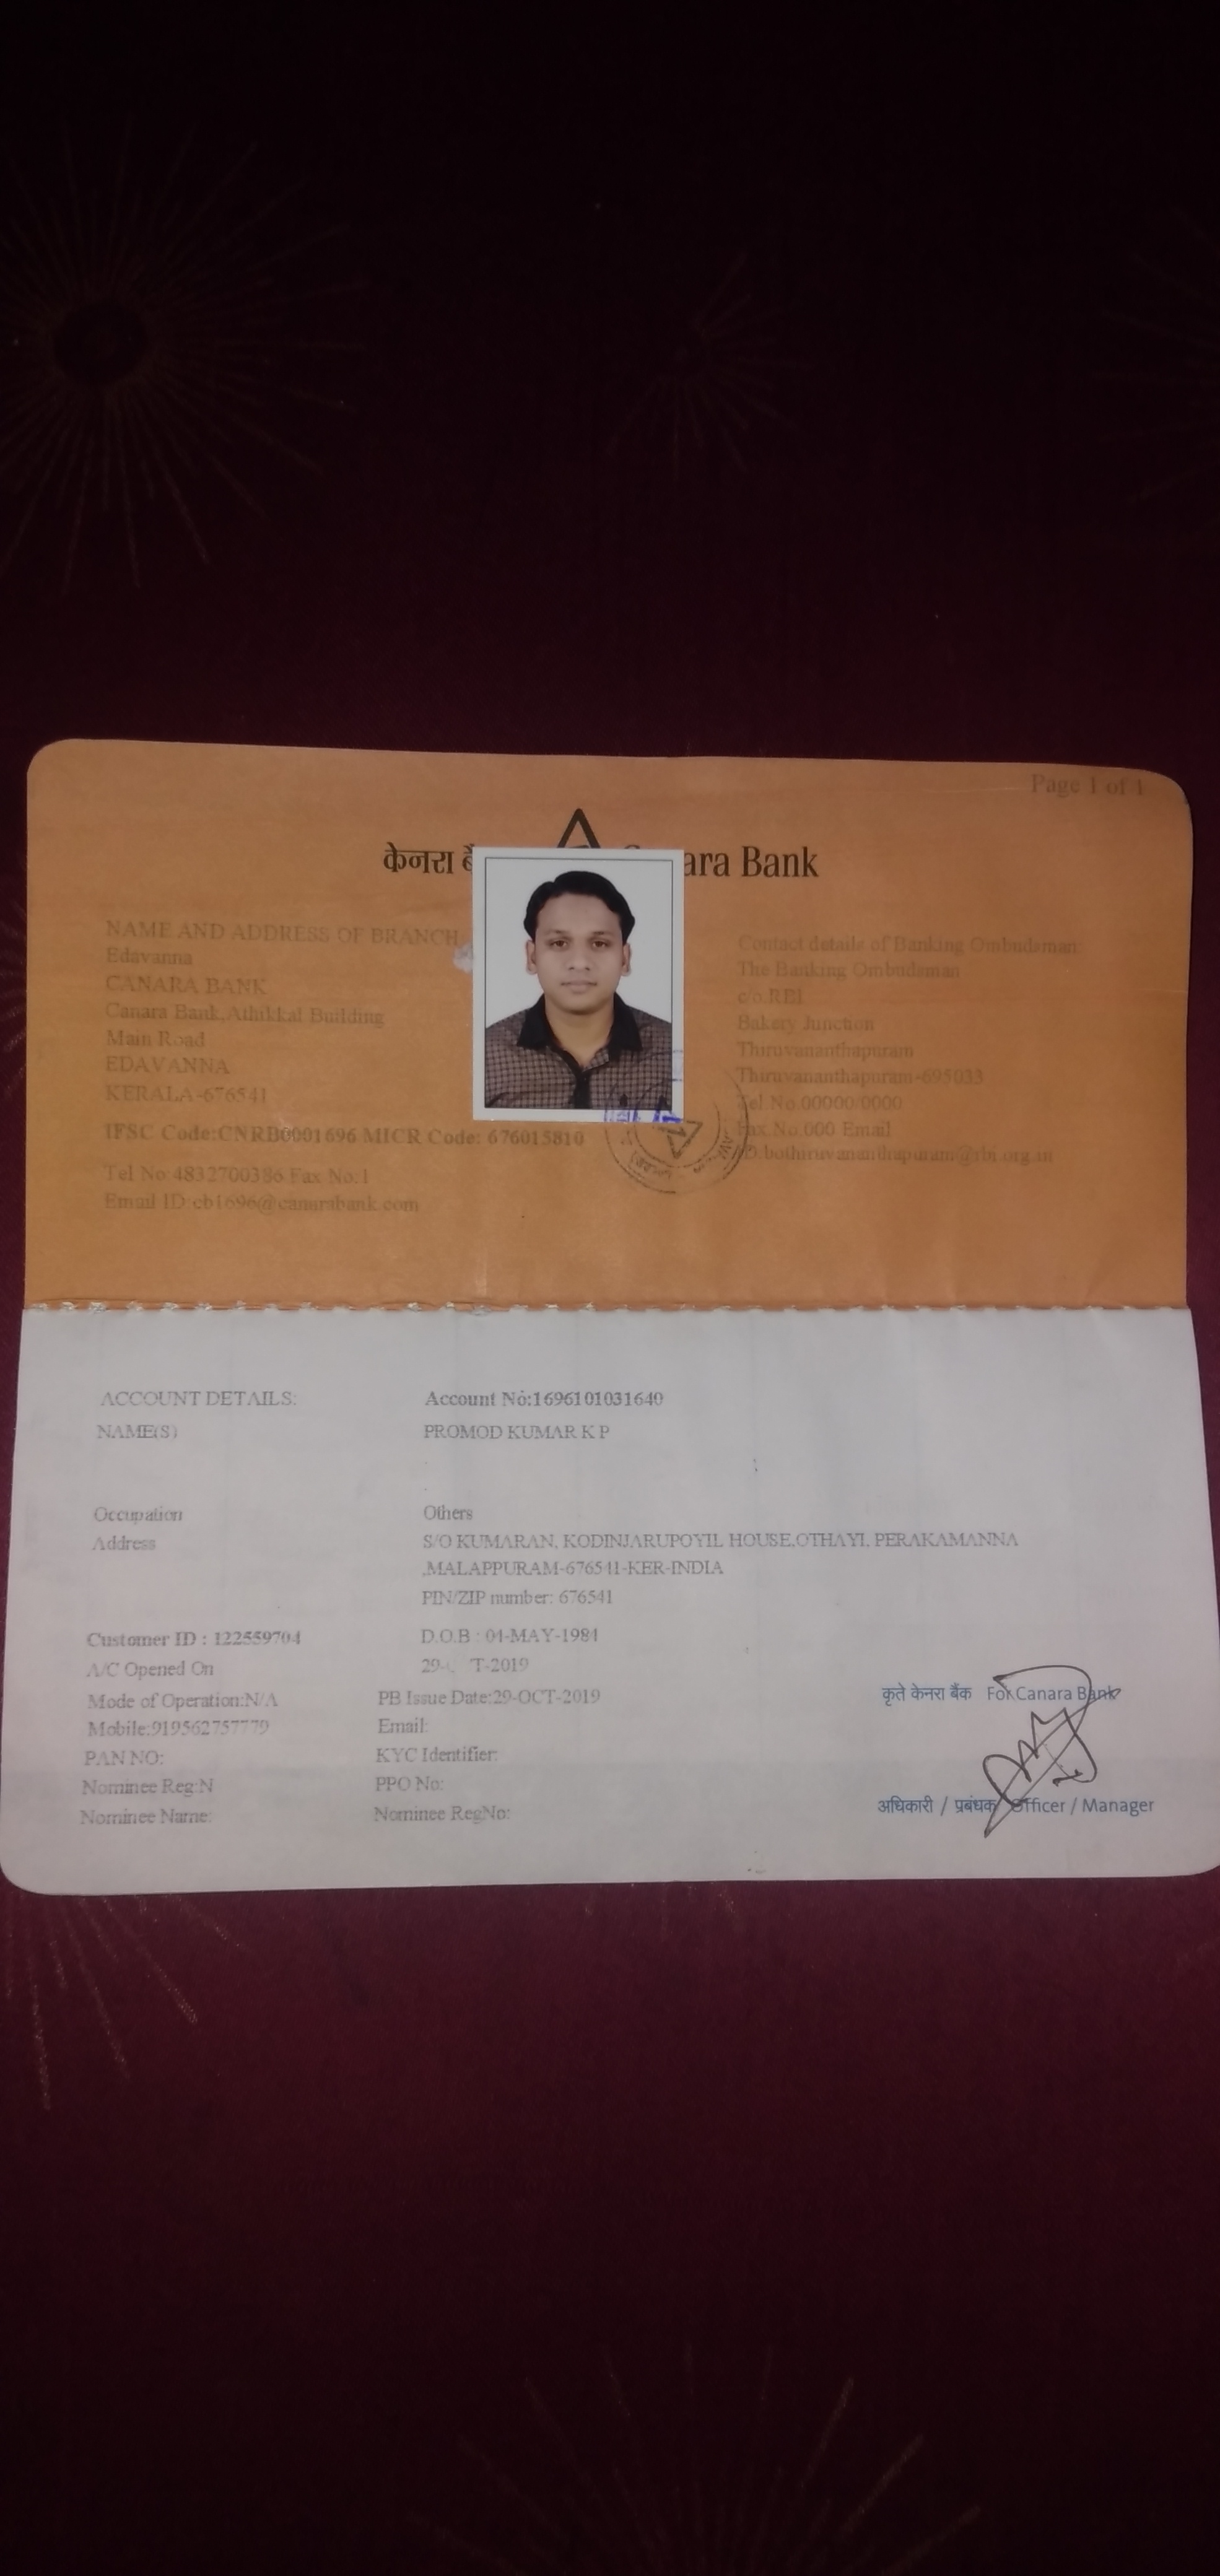 Page 1 of 1
केनरा Canara Bank
NAME AND ADDRESS OF BRANCH
Edavanna
CANARA BANK
Canara Bank,Athikkal Building
Main Road
EDAVANNA
KERALA-676541
IFSC Code:CNRB0001696 MICR Code: 676015810
Tel No:4832700386 Fax No.1
Email ID:cb1696@canarabank.com
Contact details of Banking Ombudsman:
The Banking Ombudsman
c/o.RBI
Bakery Junction
Thiruvananthapuram
Thiruvananthapuram-695033
Tel.No.00000/0000
Fax.No.000 Email
ID.bothiruvananthapuram@rbi.org.in
ACCOUNT DETAILS: Account No:1696101031640
NAME(S) PROMOD KUMAR K P
Occupation Others
Address S/O KUMARAN, KODINJARUPOYIL HOUSE,OTHAYI, PERAKAMANNA
,MALAPPURAM-676541-KER-INDIA
PIN/ZIP number: 676541
Customer ID : 122559704 D.O.B : 04-MAY-1984
A/C Opened On 29- T-2019
Mode of Operation:N/A PB Issue Date:29-OCT-2019
Mobile:919562757779 Email:
PAN NO: KYC Identifier:
Nominee Reg:N PPO No:
Nominee Name: Nominee RegNo:
कृते केनरा बैंक For Canara Bank
अधिकारी / प्रबंधक Officer / Manager